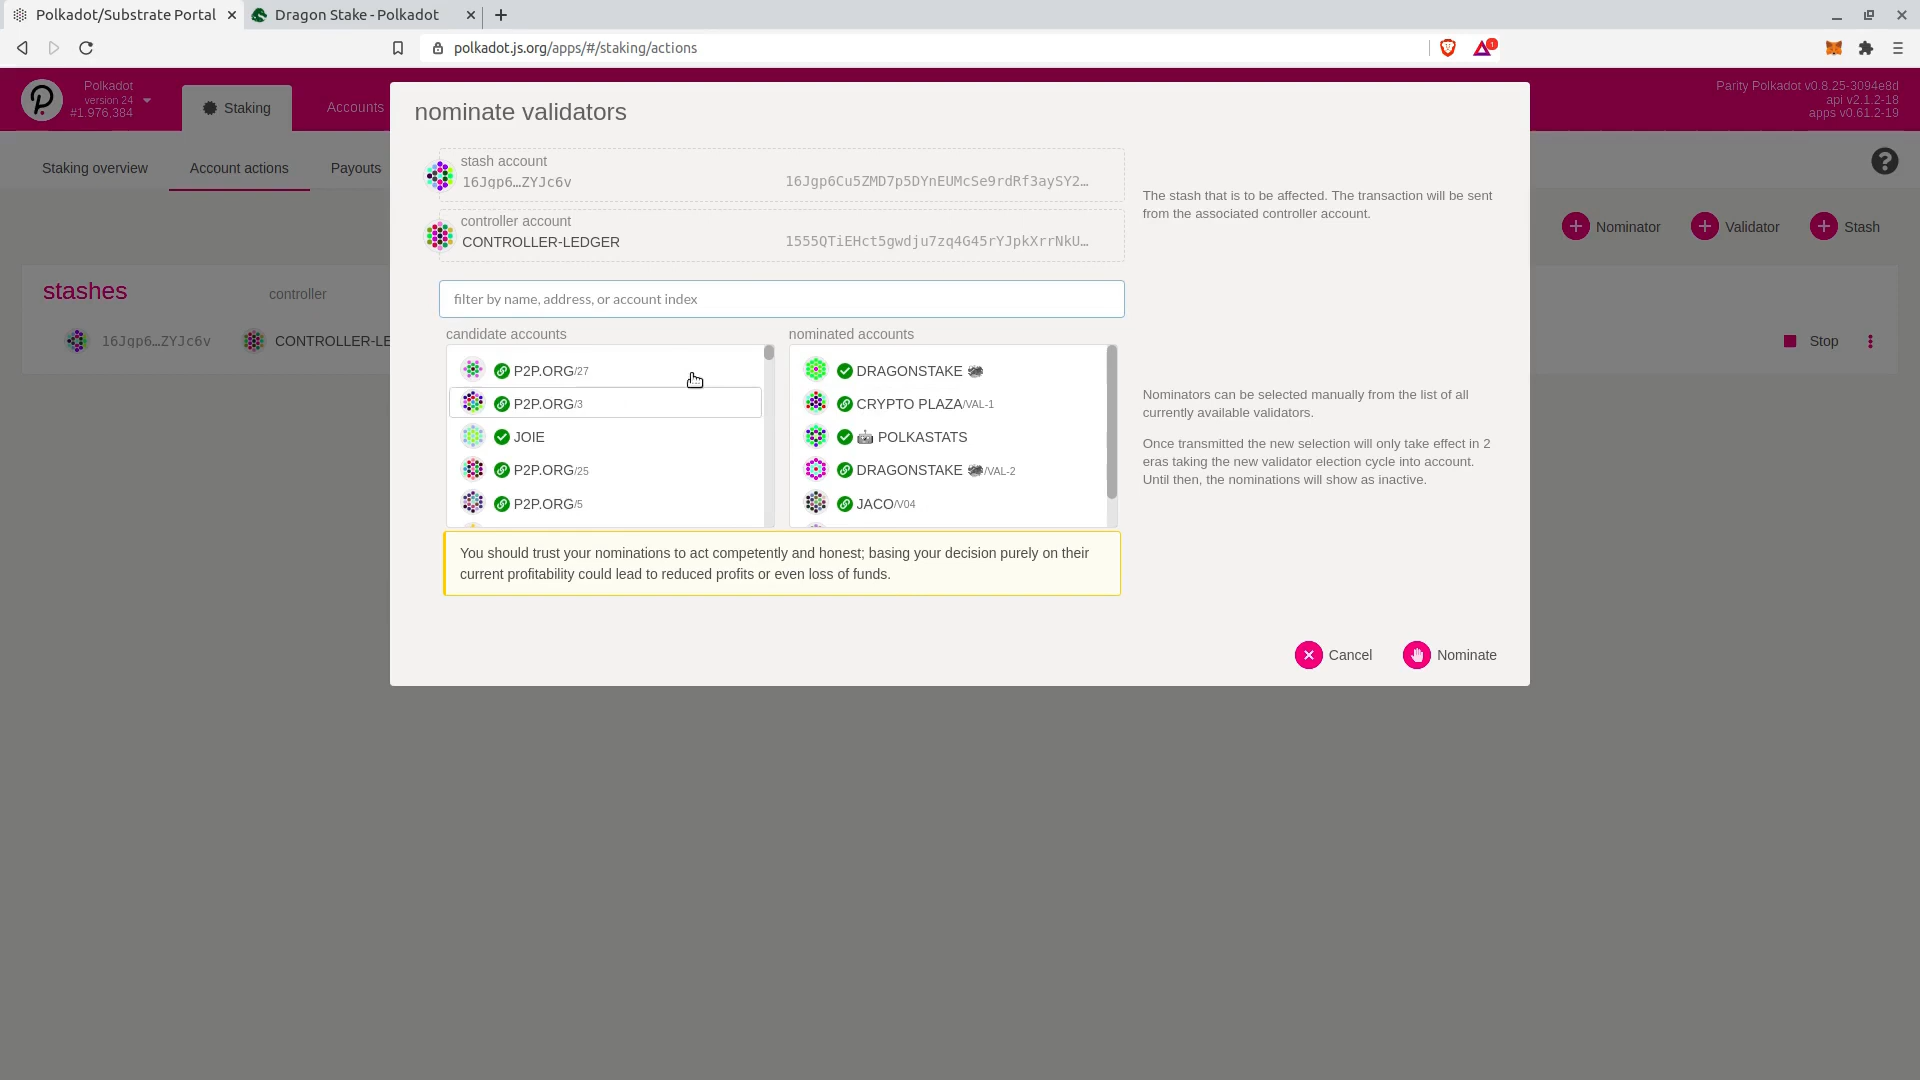 Polkadot/Substrate Portal
Dragon Stake - Polkadot
polkadot.js.org/apps/#/staking/actions
1
Polkadot
version 24
#1,976,384
Staking
Accounts
Parity Polkadot v0.8.25-3094e8d
api v2.1.2-18
apps v0.61.2-19
Staking overview
Account actions
Payouts
Nominator
Validator
Stash
stashes
controller
16Jgp6…ZYJc6v
CONTROLLER-LE
Stop
nominate validators
stash account
16Jgp6…ZYJc6v
16Jgp6Cu5ZMD7p5DYnEUMcSe9rdRf3aySY2…
The stash that is to be affected. The transaction will be sent
from the associated controller account.
controller account
CONTROLLER-LEDGER
1555QTiEHct5gwdju7zq4G45rYJpkXrrNkU…
filter by name, address, or account index
candidate accounts
P2P.ORG/27
P2P.ORG/3
JOIE
P2P.ORG/25
P2P.ORG/5
nominated accounts
DRAGONSTAKE 🐲
CRYPTO PLAZA/VAL-1
🤖 POLKASTATS
DRAGONSTAKE 🐲/VAL-2
JACO/V04
Nominators can be selected manually from the list of all
currently available validators.
Once transmitted the new selection will only take effect in 2
eras taking the new validator election cycle into account.
Until then, the nominations will show as inactive.
You should trust your nominations to act competently and honest; basing your decision purely on their
current profitability could lead to reduced profits or even loss of funds.
Cancel
Nominate